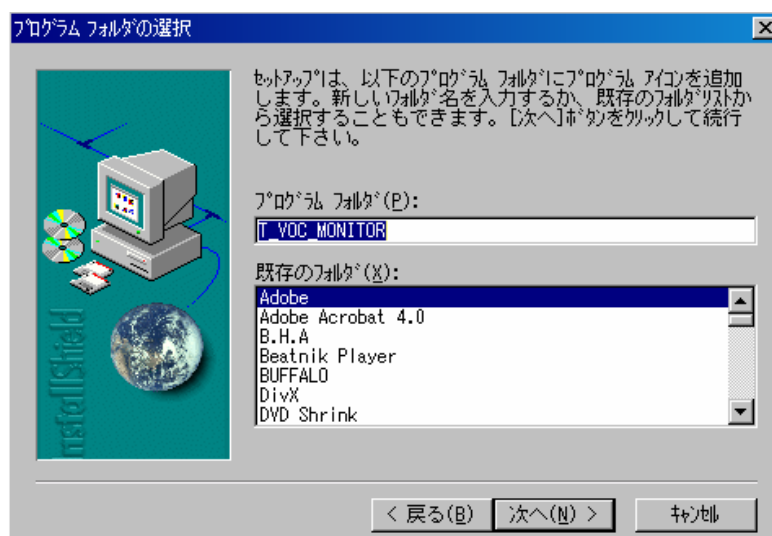 プログラム フォルダの選択
セットアップは、以下のプログラム フォルダにプログラム アイコンを追加
します。新しいフォルダ名を入力するか、既存のフォルダリストか
ら選択することもできます。[次へ]ボタンをクリックして続行
して下さい。
プログラム フォルダ(P):
T_VOC_MONITOR
既存のフォルダ(X):
Adobe
Adobe Acrobat 4.0
B.H.A
Beatnik Player
BUFFALO
DivX
DVD Shrink
InstallShield
< 戻る(B)
次へ(N) >
キャンセル